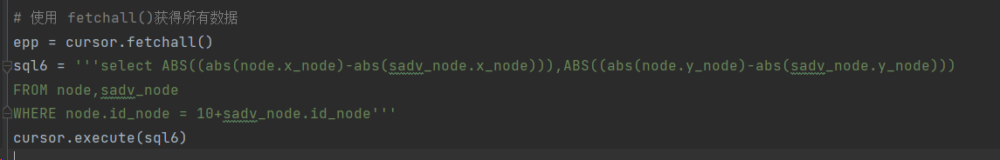 # 使用 fetchall()获得所有数据
epp = cursor.fetchall()
sql6 = '''select ABS((abs(node.x_node)-abs(sadv_node.x_node))),ABS((abs(node.y_node)-abs(sadv_node.y_node)))
FROM node,sadv_node
WHERE node.id_node = 10+sadv_node.id_node'''
cursor.execute(sql6)